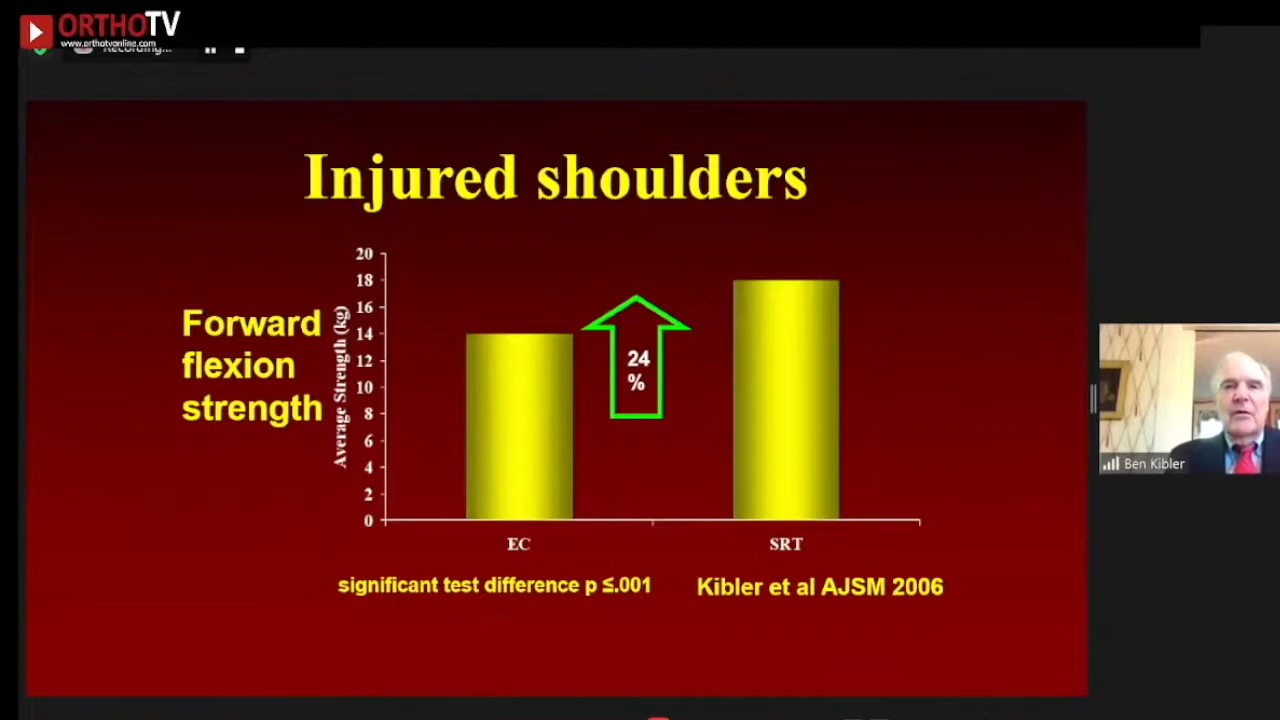 ORTHOTV
www.orthotvonline.com
Recording...
Injured shoulders
Forward
flexion
strength
Average Strength (kg)
20
18
16
14
12
10
8
6
4
2
0
24
%
EC
SRT
significant test difference p ≤.001
Kibler et al AJSM 2006
Ben Kibler